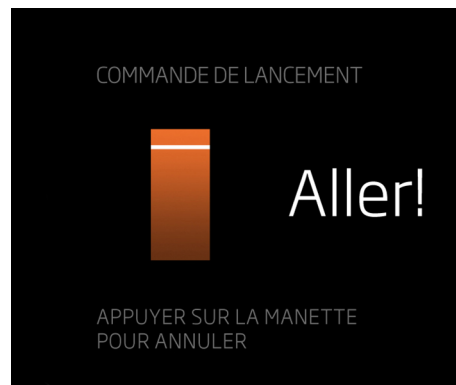 COMMANDE DE LANCEMENT
Aller!
APPUYER SUR LA MANETTE
POUR ANNULER